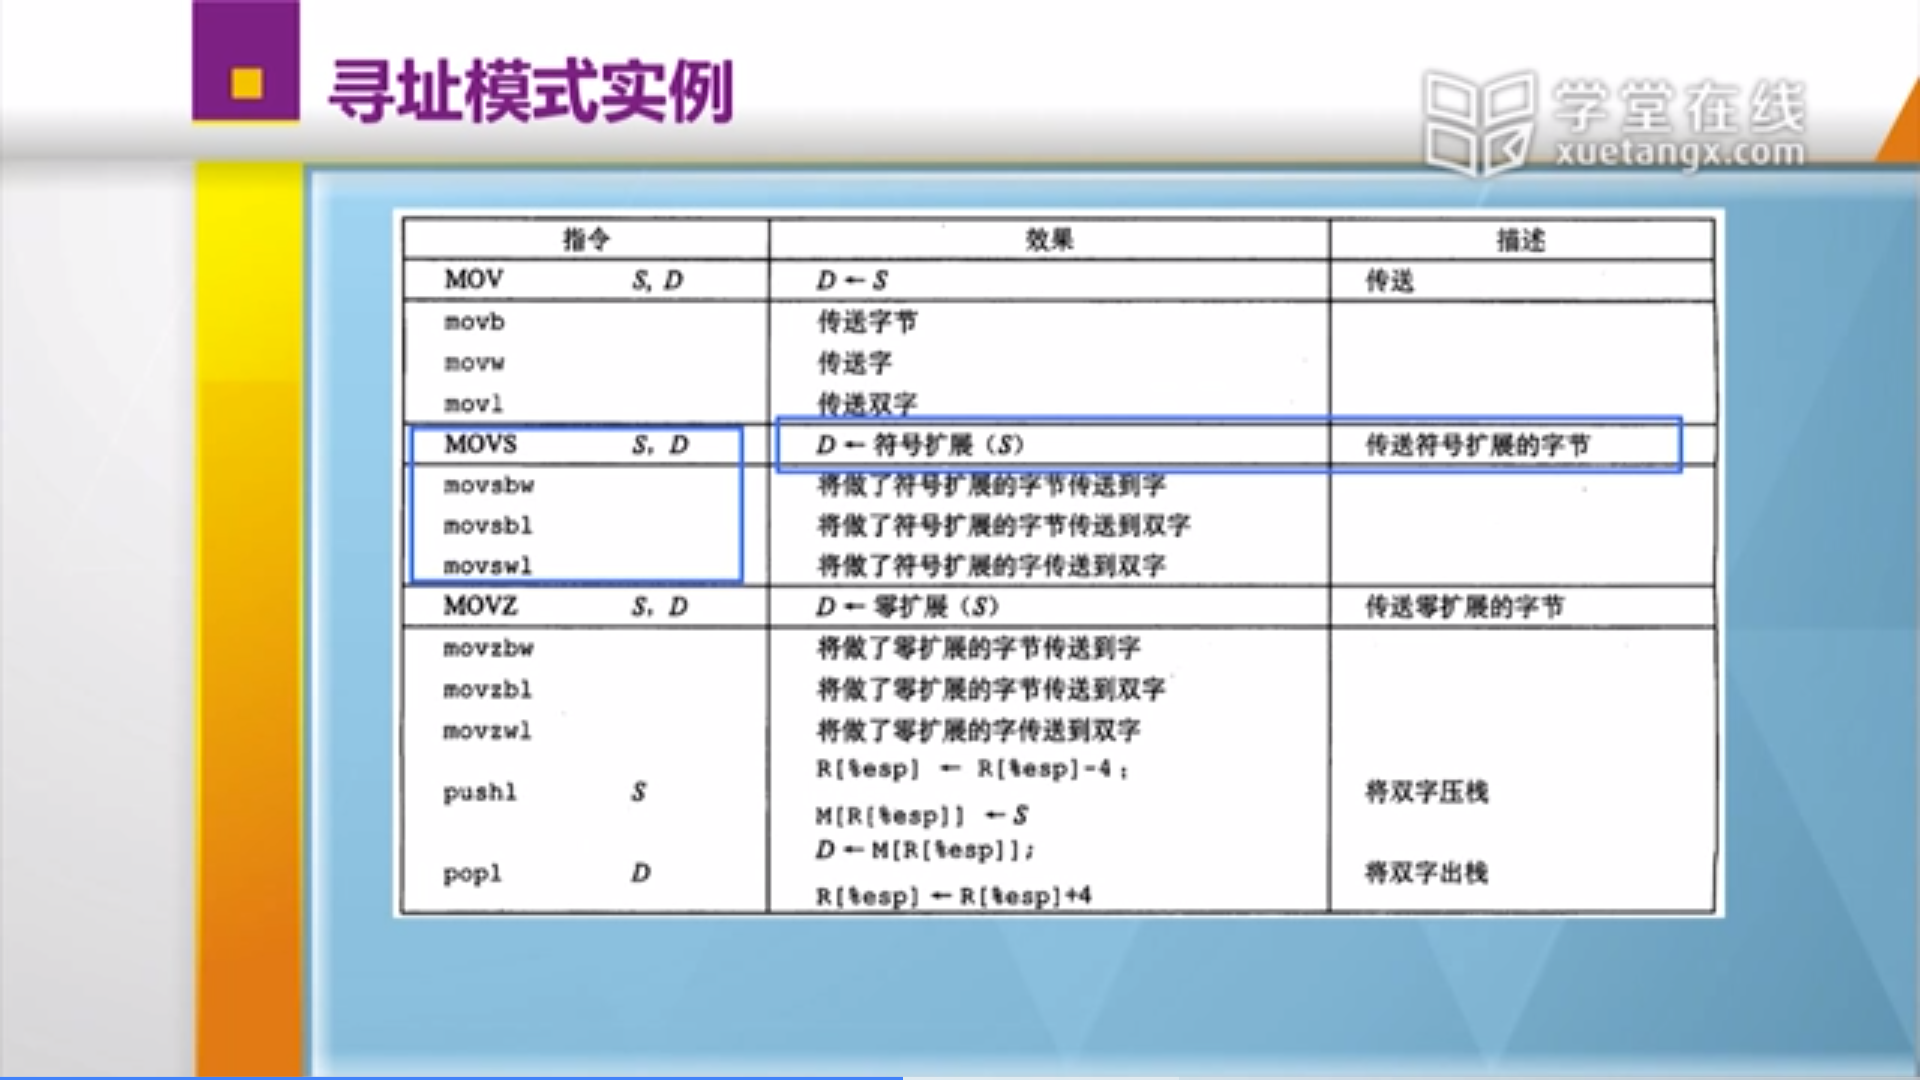 寻址模式实例
学堂在线
xuetangx.com
指令 效果 描述
MOV S, D D ← S 传送
movb 传送字节
movw 传送字
movl 传送双字
MOVS S, D D ← 符号扩展（S） 传送符号扩展的字节
movsbw 将做了符号扩展的字节传送到字
movsbl 将做了符号扩展的字节传送到双字
movswl 将做了符号扩展的字传送到双字
MOVZ S, D D ← 零扩展（S） 传送零扩展的字节
movzbw 将做了零扩展的字节传送到字
movzbl 将做了零扩展的字节传送到双字
movzwl 将做了零扩展的字传送到双字
pushl S R[%esp] ← R[%esp]-4; 将双字压栈
M[R[%esp]] ← S
popl D D ← M[R[%esp]]; 将双字出栈
R[%esp] ← R[%esp]+4